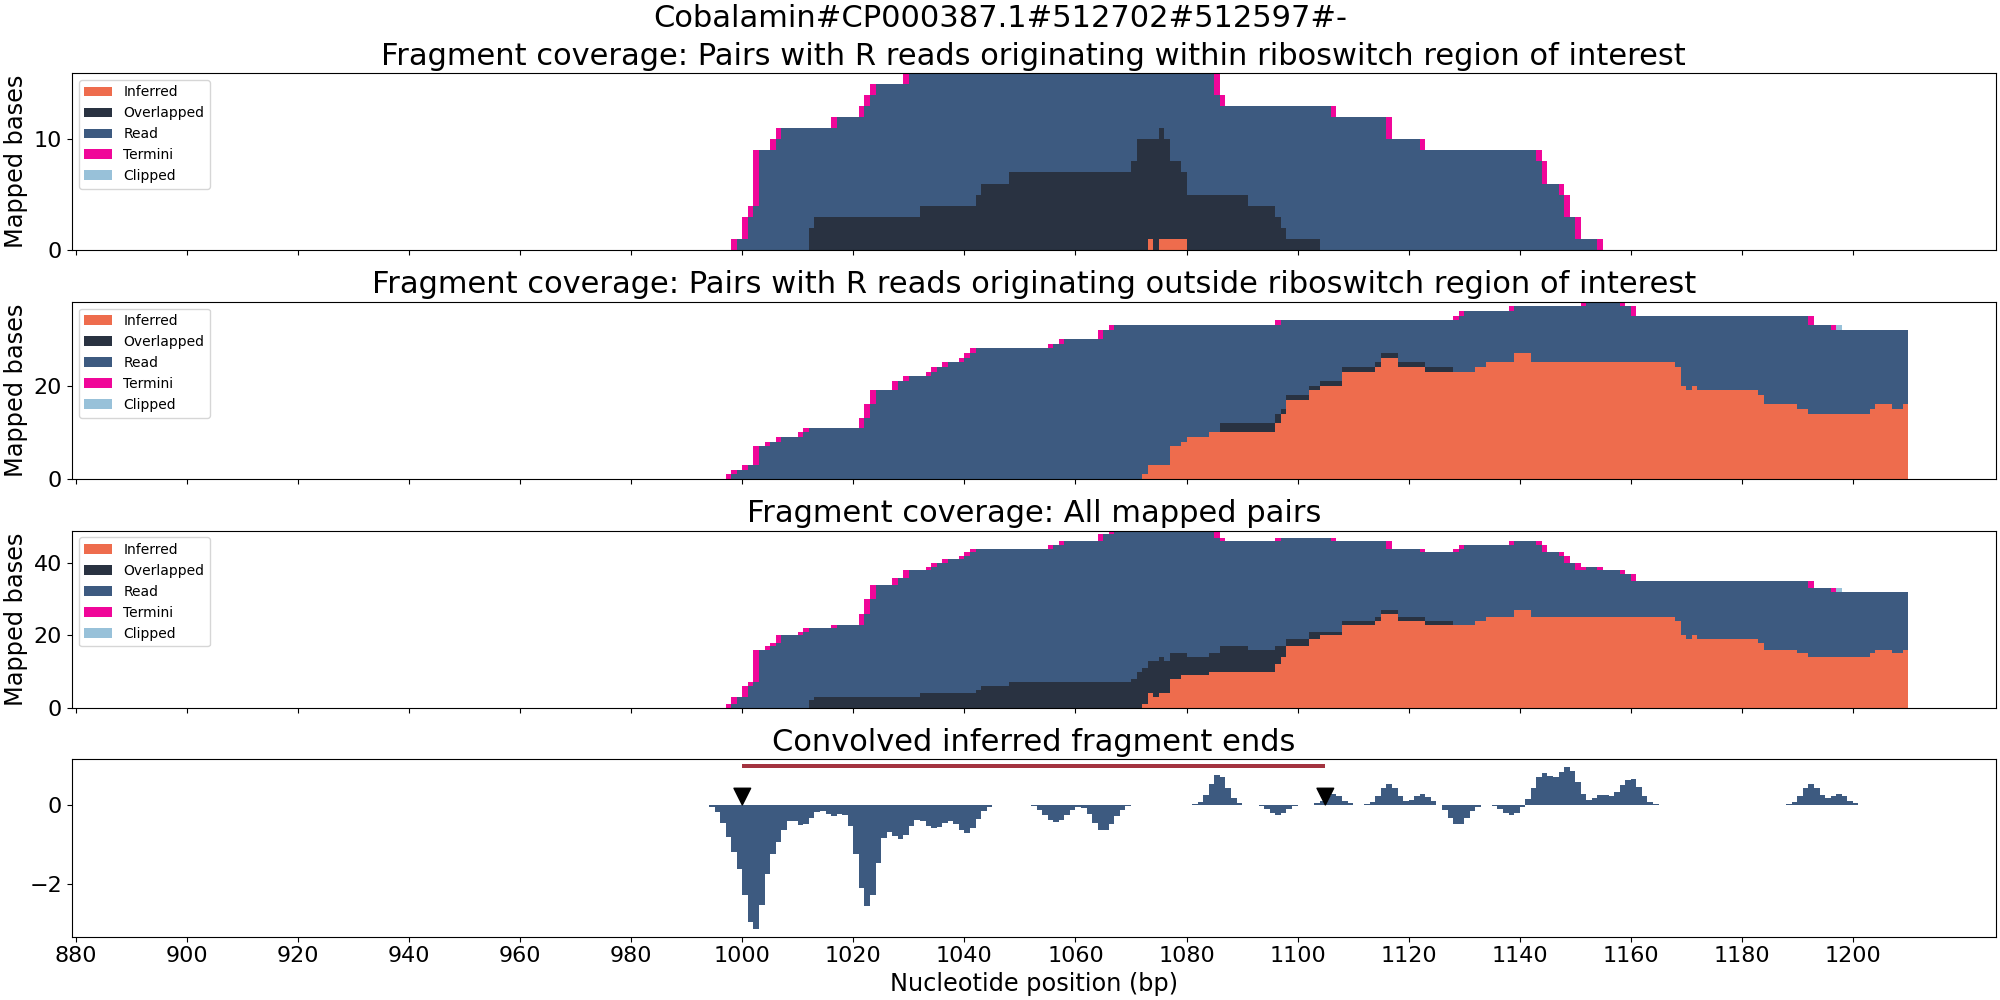 Cobalamin#CP000387.1#512702#512597#-
Fragment coverage: Pairs with R reads originating within riboswitch region of interest
Mapped bases
10
0
Inferred
Overlapped
Read
Termini
Clipped
Fragment coverage: Pairs with R reads originating outside riboswitch region of interest
Mapped bases
20
0
Inferred
Overlapped
Read
Termini
Clipped
Fragment coverage: All mapped pairs
Mapped bases
40
20
0
Inferred
Overlapped
Read
Termini
Clipped
Convolved inferred fragment ends
0
−2
880 900 920 940 960 980 1000 1020 1040 1060 1080 1100 1120 1140 1160 1180 1200
Nucleotide position (bp)